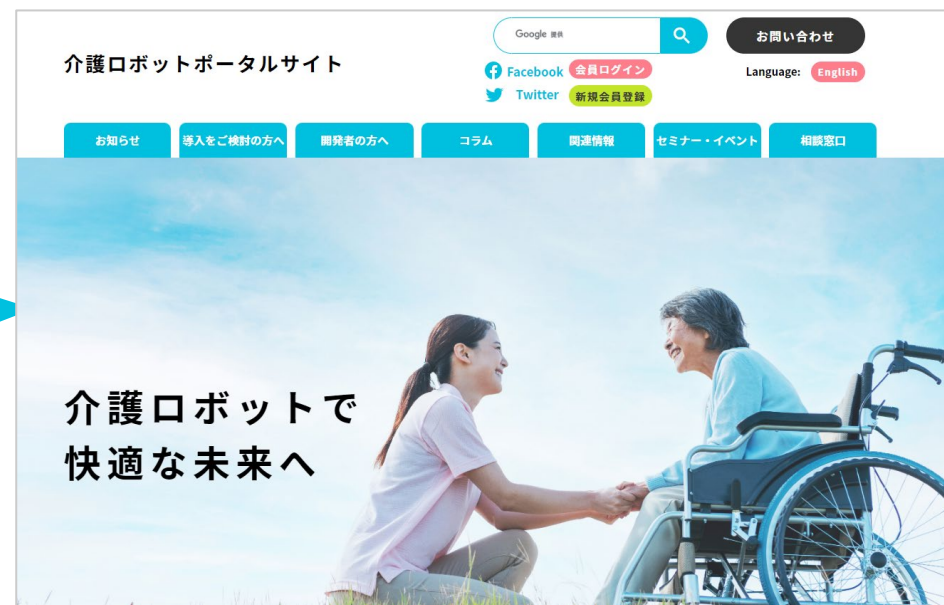 Google 提供
お問い合わせ
介護ロボットポータルサイト
Facebook 会員ログイン
Language: English
Twitter 新規会員登録
お知らせ 導入をご検討の方へ 開発者の方へ コラム 関連情報 セミナー・イベント 相談窓口
介護ロボットで
快適な未来へ